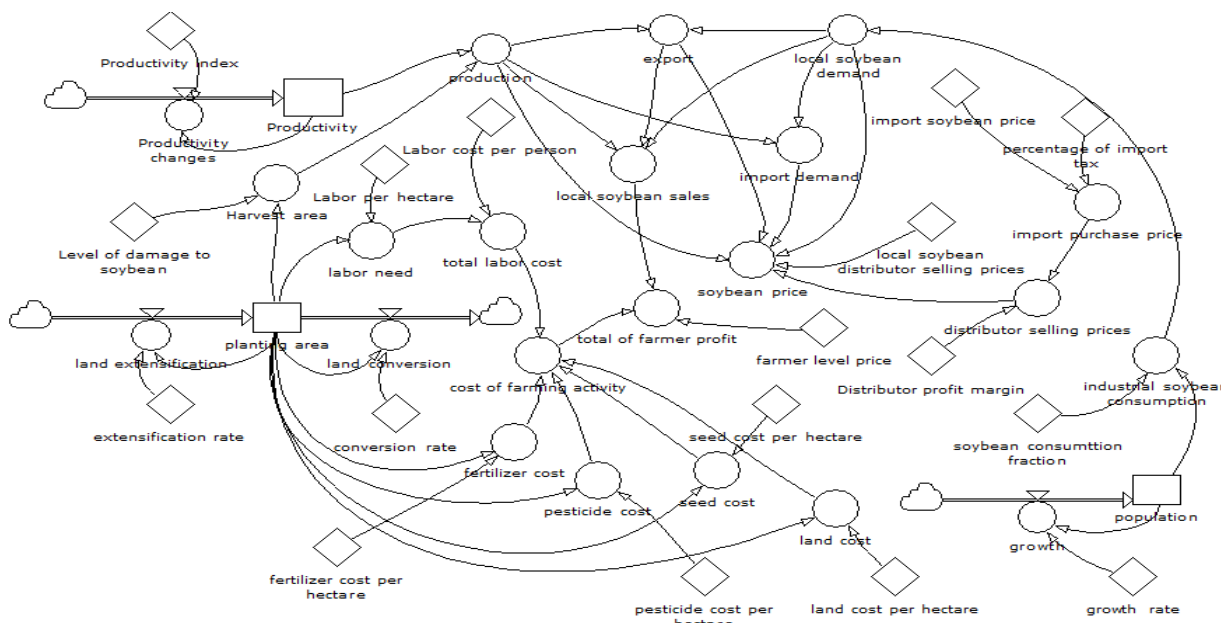 Productivity index
production
export
local soybean
demand
Productivity
Productivity
changes
Labor cost per person
import soybean price
percentage of import
tax
Labor per hectare
local soybean sales
import demand
Harvest area
Level of damage to
soybean
labor need
total labor cost
import purchase price
local soybean
distributor selling prices
soybean price
land extensification
planting area
land conversion
total of farmer profit
distributor selling prices
farmer level price
cost of farming activity
Distributor profit margin
industrial soybean
consumption
extensification rate
conversion rate
seed cost per hectare
soybean consumttion
fraction
fertilizer cost
pesticide cost
seed cost
land cost
population
growth
fertilizer cost per
hectare
pesticide cost per
land cost per hectare
growth rate